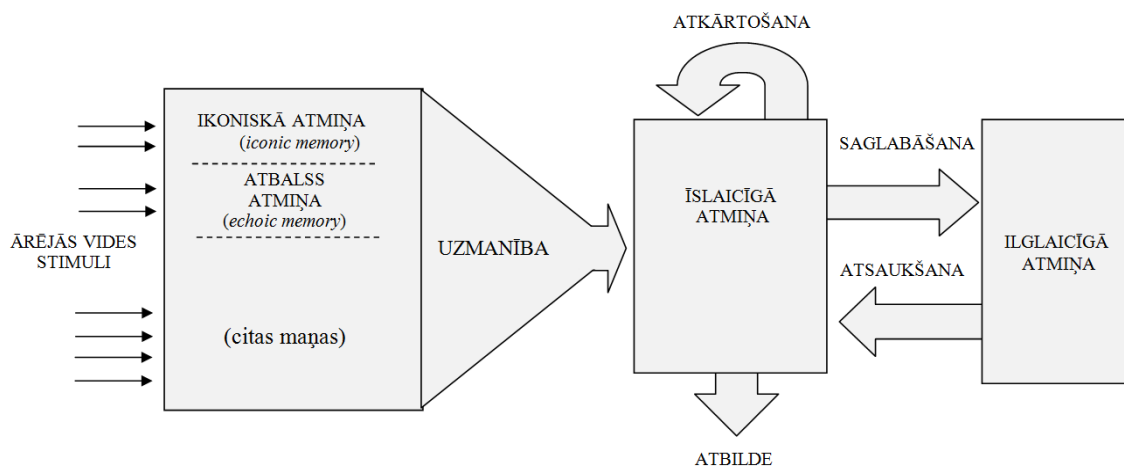 ĀRĒJĀS VIDES
STIMULI
IKONISKĀ ATMIŅA
(iconic memory)
ATBALSS
ATMIŅA
(echoic memory)
(citas maņas)
UZMANĪBA
ATKĀRTOŠANA
ĪSLAICĪGĀ
ATMIŅA
SAGLABĀŠANA
ATSAUKŠANA
ILGLAICĪGĀ
ATMIŅA
ATBILDE